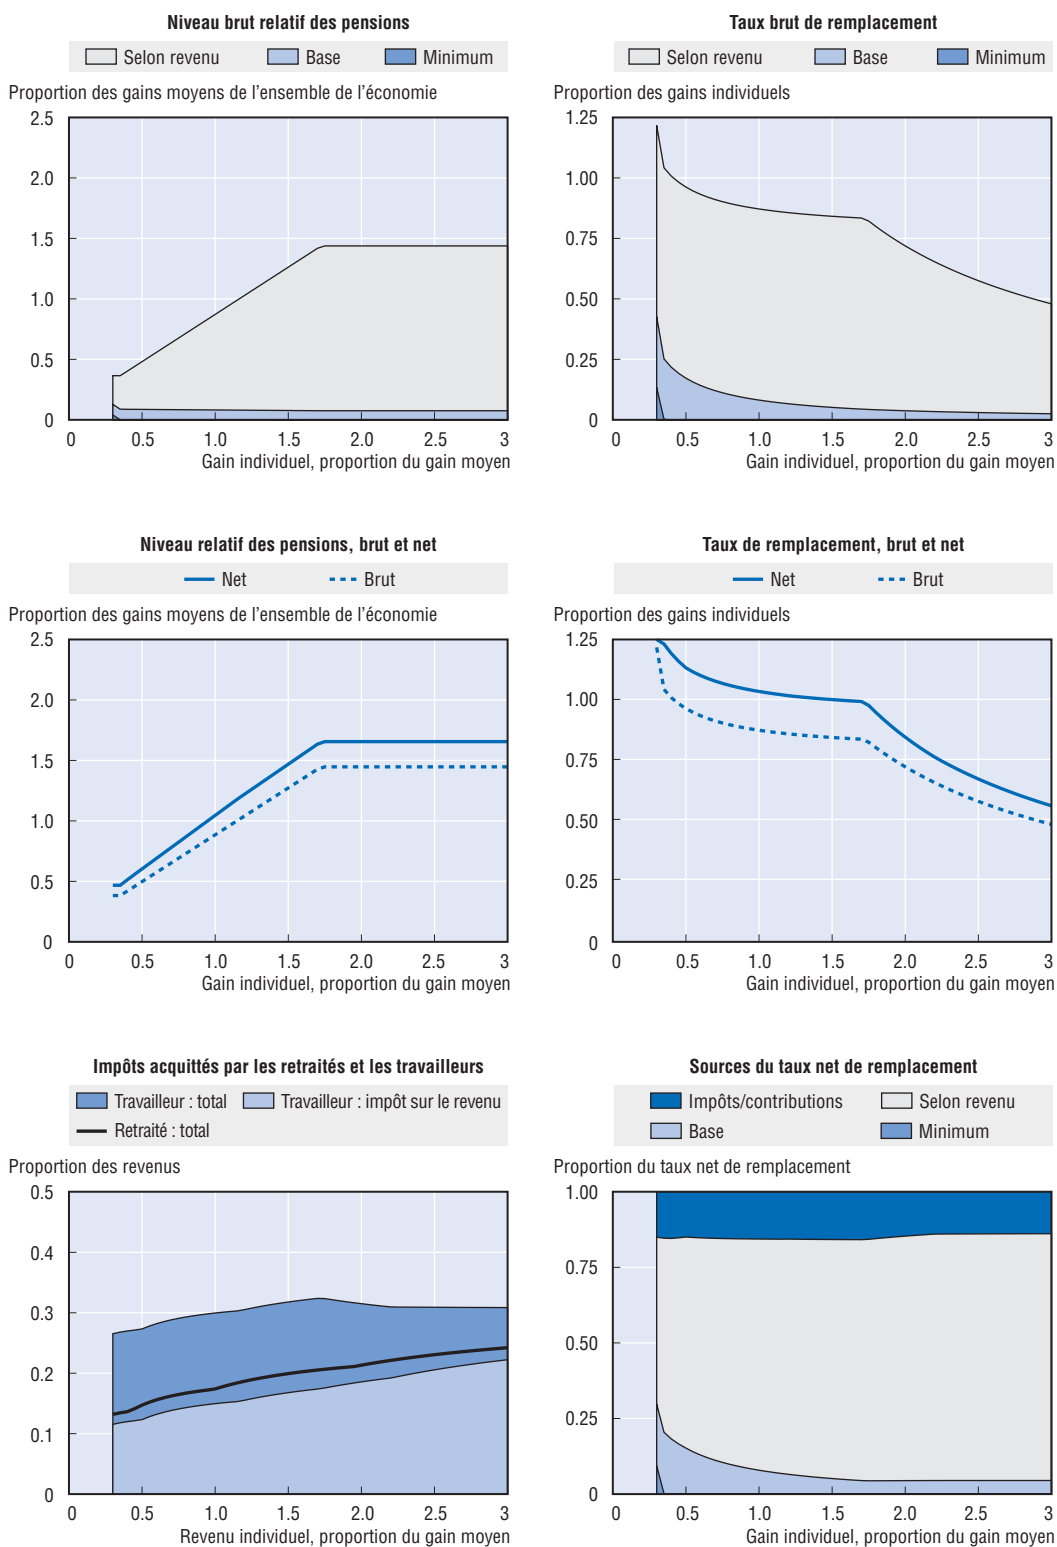 Niveau brut relatif des pensions
Selon revenu Base Minimum
Proportion des gains moyens de l'ensemble de l'économie
2.5
2.0
1.5
1.0
0.5
0
0 0.5 1.0 1.5 2.0 2.5 3
Gain individuel, proportion du gain moyen
Taux brut de remplacement
Selon revenu Base Minimum
Proportion des gains individuels
1.25
1.00
0.75
0.50
0.25
0
0 0.5 1.0 1.5 2.0 2.5 3
Gain individuel, proportion du gain moyen
Niveau relatif des pensions, brut et net
Net Brut
Proportion des gains moyens de l'ensemble de l'économie
2.5
2.0
1.5
1.0
0.5
0
0 0.5 1.0 1.5 2.0 2.5 3
Gain individuel, proportion du gain moyen
Taux de remplacement, brut et net
Net Brut
Proportion des gains individuels
1.25
1.00
0.75
0.50
0.25
0
0 0.5 1.0 1.5 2.0 2.5 3
Gain individuel, proportion du gain moyen
Impôts acquittés par les retraités et les travailleurs
Travailleur : total Travailleur : impôt sur le revenu
Retraité : total
Proportion des revenus
0.5
0.4
0.3
0.2
0.1
0
0 0.5 1.0 1.5 2.0 2.5 3
Revenu individuel, proportion du gain moyen
Sources du taux net de remplacement
Impôts/contributions Selon revenu
Base Minimum
Proportion du taux net de remplacement
1.00
0.75
0.50
0.25
0
0 0.5 1.0 1.5 2.0 2.5 3
Gain individuel, proportion du gain moyen